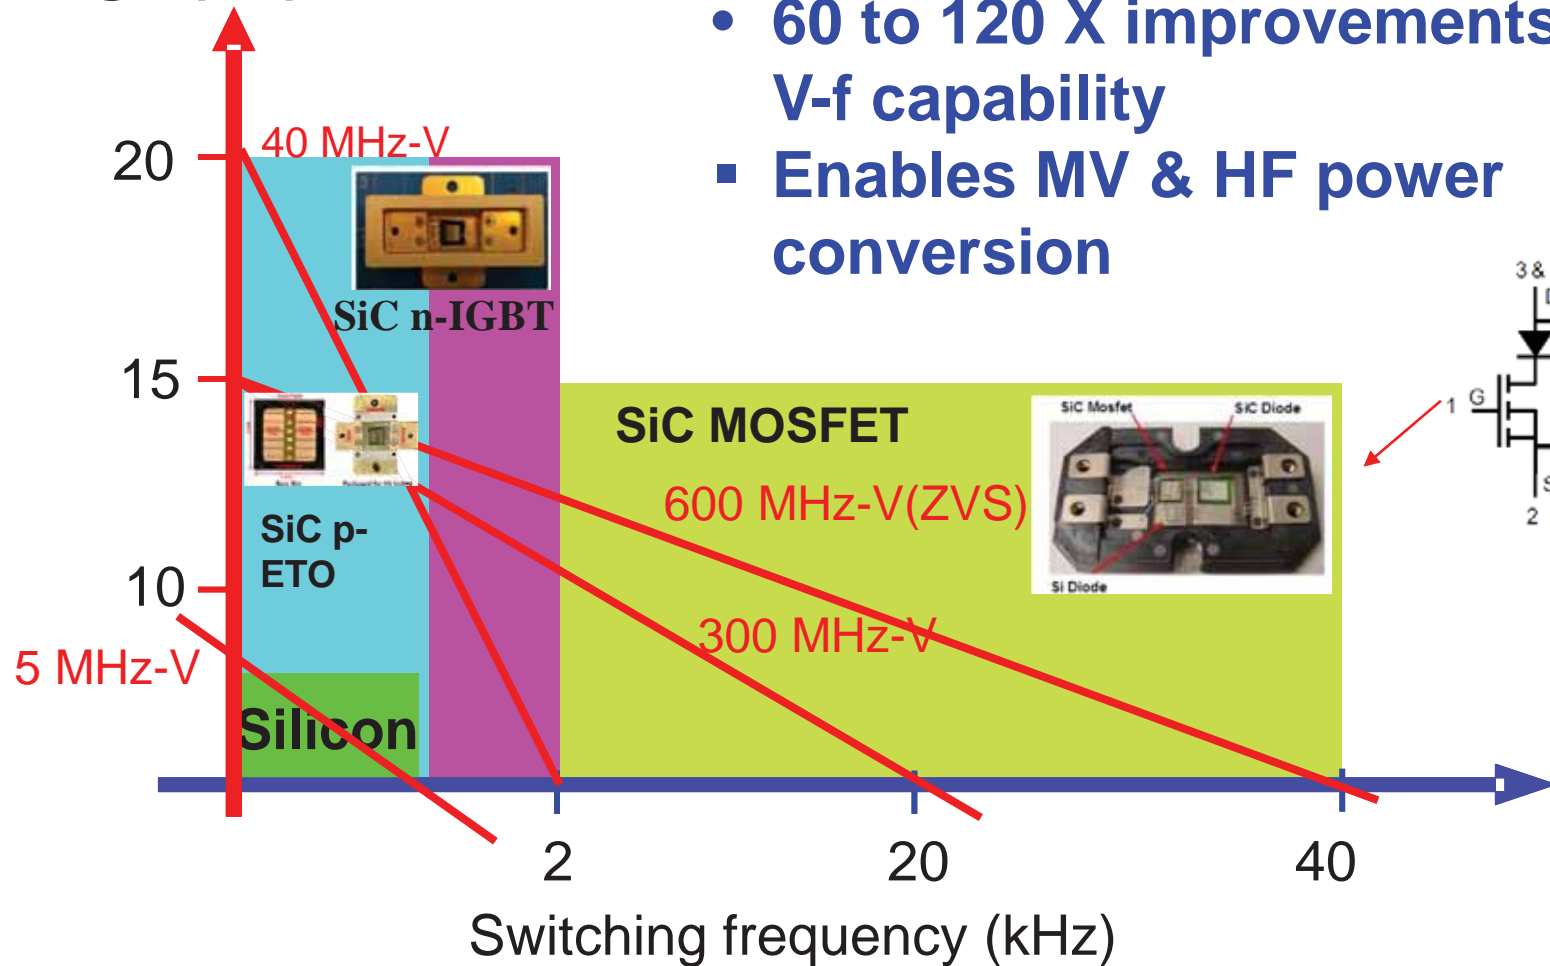 • 60 to 120 X improvements
V-f capability
▪ Enables MV & HF power
conversion
40 MHz-V
20
SiC n-IGBT
3 &
15
SiC MOSFET
SiC Mosfet
SiC Diode
1
G
600 MHz-V(ZVS)
S
2
SiC p-
ETO
10
Si Diode
300 MHz-V
5 MHz-V
Silicon
2
20
40
Switching frequency (kHz)